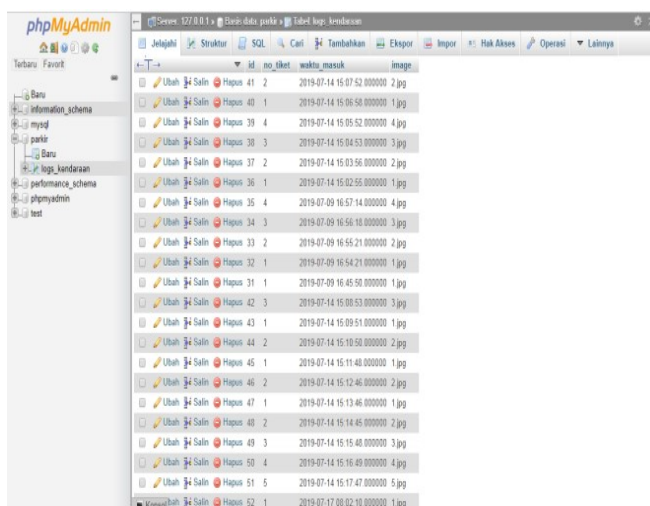 phpMyAdmin
Terbaru Favorit
Baru
information_schema
mysql
parkir
Baru
logs_kendaraan
performance_schema
phpmyadmin
test
Server: 127.0.0.1 » Basis data: parkir » Tabel: logs_kendaraan
Jelajahi Struktur SQL Cari Tambahkan Ekspor Impor Hak Akses Operasi Lainnya
id no_tiket waktu_masuk image
Ubah Salin Hapus 41 2 2019-07-14 15:07:52.000000 2.jpg
Ubah Salin Hapus 40 1 2019-07-14 15:06:58.000000 1.jpg
Ubah Salin Hapus 39 4 2019-07-14 15:05:52.000000 4.jpg
Ubah Salin Hapus 38 3 2019-07-14 15:04:53.000000 3.jpg
Ubah Salin Hapus 37 2 2019-07-14 15:03:56.000000 2.jpg
Ubah Salin Hapus 36 1 2019-07-14 15:02:55.000000 1.jpg
Ubah Salin Hapus 35 4 2019-07-09 16:57:14.000000 4.jpg
Ubah Salin Hapus 34 3 2019-07-09 16:56:18.000000 3.jpg
Ubah Salin Hapus 33 2 2019-07-09 16:55:21.000000 2.jpg
Ubah Salin Hapus 32 1 2019-07-09 16:54:21.000000 1.jpg
Ubah Salin Hapus 31 1 2019-07-09 16:45:50.000000 1.jpg
Ubah Salin Hapus 42 3 2019-07-14 15:08:53.000000 3.jpg
Ubah Salin Hapus 43 1 2019-07-14 15:09:51.000000 1.jpg
Ubah Salin Hapus 44 2 2019-07-14 15:10:50.000000 2.jpg
Ubah Salin Hapus 45 1 2019-07-14 15:11:48.000000 1.jpg
Ubah Salin Hapus 46 2 2019-07-14 15:12:46.000000 2.jpg
Ubah Salin Hapus 47 1 2019-07-14 15:13:46.000000 1.jpg
Ubah Salin Hapus 48 2 2019-07-14 15:14:45.000000 2.jpg
Ubah Salin Hapus 49 3 2019-07-14 15:15:48.000000 3.jpg
Ubah Salin Hapus 50 4 2019-07-14 15:16:49.000000 4.jpg
Ubah Salin Hapus 51 5 2019-07-14 15:17:47.000000 5.jpg
Salin Hapus 52 1 2019-07-17 08:02:10.000000 1.jpg